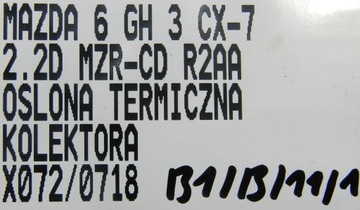 MAZDA 6 GH 3 CX-7
2.2D MZR-CD R2AA
OSLONA TERMICZNA
KOLEKTORA
X072/0718 B1/B/11/1